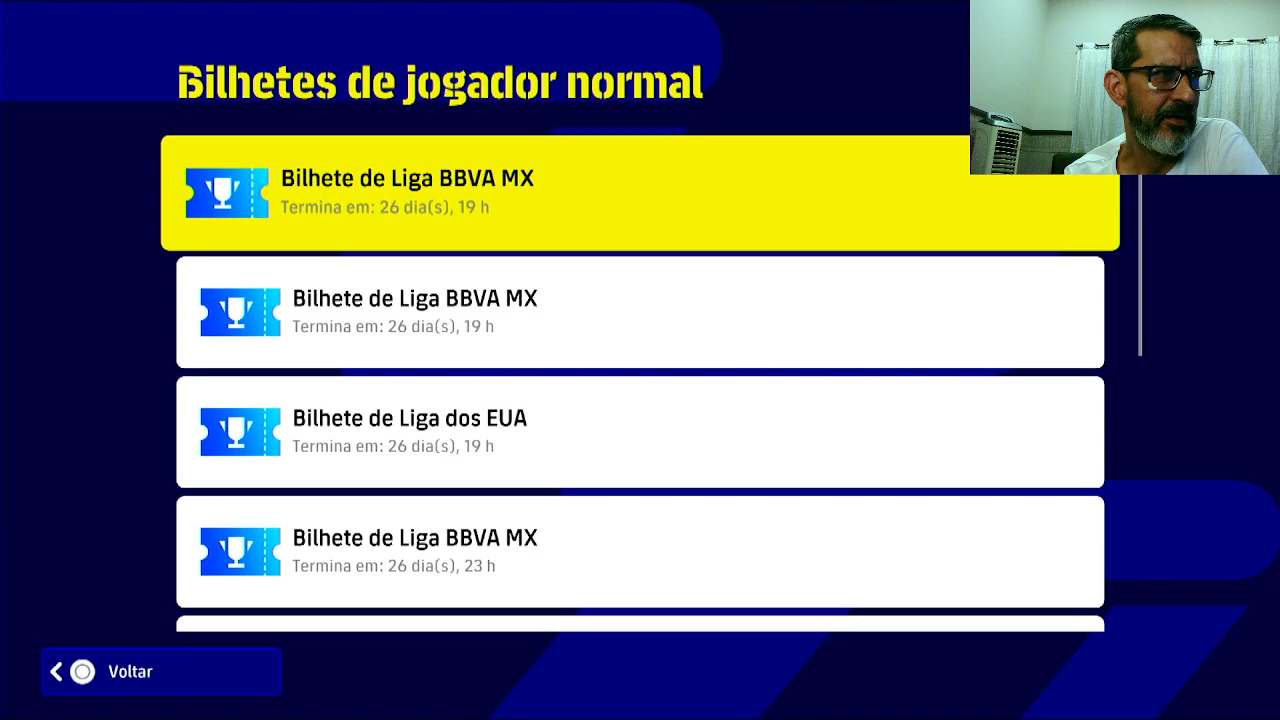 Bilhetes de jogador normal
Bilhete de Liga BBVA MX
Termina em: 26 dia(s), 19 h
Bilhete de Liga BBVA MX
Termina em: 26 dia(s), 19 h
Bilhete de Liga dos EUA
Termina em: 26 dia(s), 19 h
Bilhete de Liga BBVA MX
Termina em: 26 dia(s), 23 h
Voltar